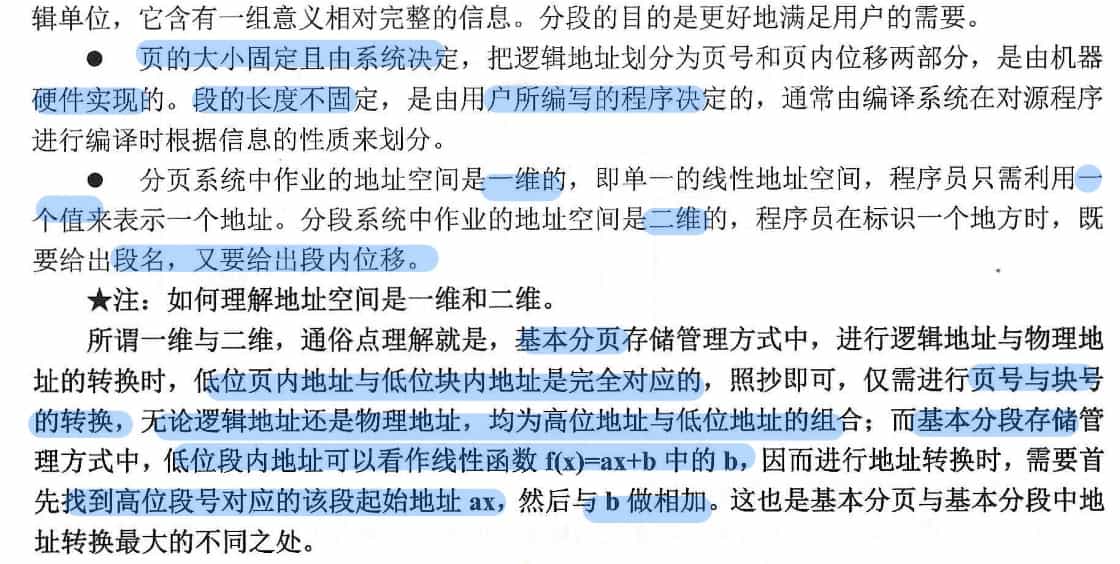 辑单位，它含有一组意义相对完整的信息。分段的目的是更好地满足用户的需要。
● 页的大小固定且由系统决定，把逻辑地址划分为页号和页内位移两部分，是由机器
硬件实现的。段的长度不固定，是由用户所编写的程序决定的，通常由编译系统在对源程序
进行编译时根据信息的性质来划分。
● 分页系统中作业的地址空间是一维的，即单一的线性地址空间，程序员只需利用一
个值来表示一个地址。分段系统中作业的地址空间是二维的，程序员在标识一个地方时，既
要给出段名，又要给出段内位移。
★注：如何理解地址空间是一维和二维。
所谓一维与二维，通俗点理解就是，基本分页存储管理方式中，进行逻辑地址与物理地
址的转换时，低位页内地址与低位块内地址是完全对应的，照抄即可，仅需进行页号与块号
的转换，无论逻辑地址还是物理地址，均为高位地址与低位地址的组合；而基本分段存储管
理方式中，低位段内地址可以看作线性函数 f(x)=ax+b 中的 b，因而进行地址转换时，需要首
先找到高位段号对应的该段起始地址 ax，然后与 b 做相加。这也是基本分页与基本分段中地
址转换最大的不同之处。